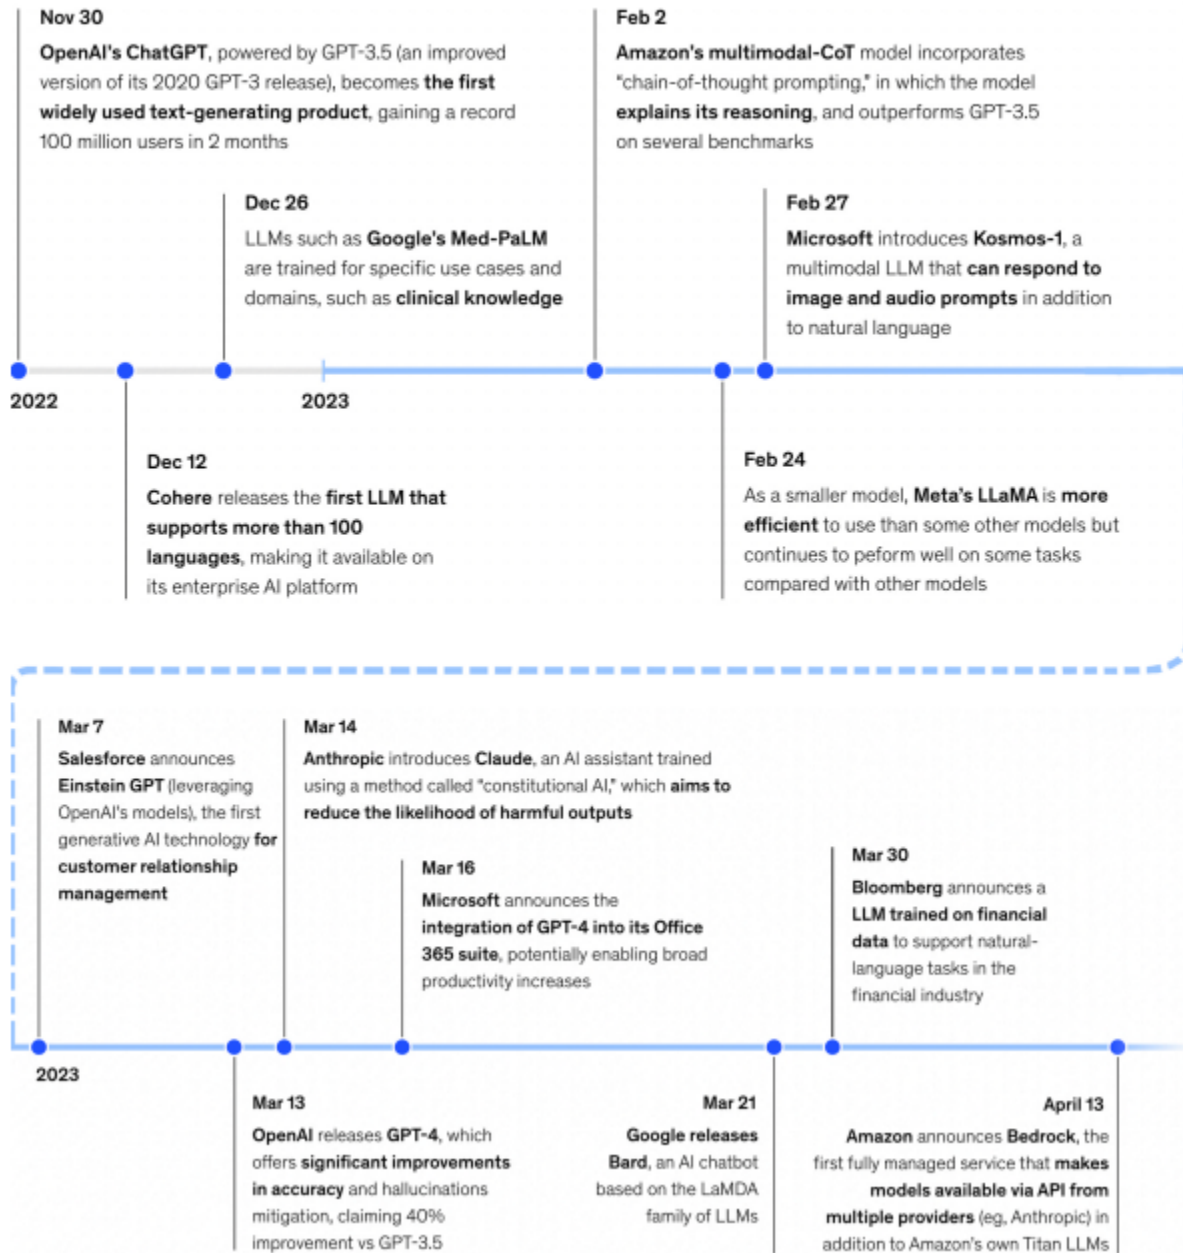 Nov 30
OpenAI's ChatGPT, powered by GPT-3.5 (an improved
version of its 2020 GPT-3 release), becomes the first
widely used text-generating product, gaining a record
100 million users in 2 months
Dec 26
LLMs such as Google's Med-PaLM
are trained for specific use cases and
domains, such as clinical knowledge
Feb 2
Amazon's multimodal-CoT model incorporates
“chain-of-thought prompting,” in which the model
explains its reasoning, and outperforms GPT-3.5
on several benchmarks
Feb 27
Microsoft introduces Kosmos-1, a
multimodal LLM that can respond to
image and audio prompts in addition
to natural language
2022
2023
Dec 12
Cohere releases the first LLM that
supports more than 100
languages, making it available on
its enterprise AI platform
Feb 24
As a smaller model, Meta's LLaMA is more
efficient to use than some other models but
continues to peform well on some tasks
compared with other models
Mar 7
Salesforce announces
Einstein GPT (leveraging
OpenAI's models), the first
generative AI technology for
customer relationship
management
Mar 14
Anthropic introduces Claude, an AI assistant trained
using a method called “constitutional AI,” which aims to
reduce the likelihood of harmful outputs
Mar 16
Microsoft announces the
integration of GPT-4 into its Office
365 suite, potentially enabling broad
productivity increases
Mar 30
Bloomberg announces a
LLM trained on financial
data to support natural-
language tasks in the
financial industry
2023
Mar 13
OpenAI releases GPT-4, which
offers significant improvements
in accuracy and hallucinations
mitigation, claiming 40%
improvement vs GPT-3.5
Mar 21
Google releases
Bard, an AI chatbot
based on the LaMDA
family of LLMs
April 13
Amazon announces Bedrock, the
first fully managed service that makes
models available via API from
multiple providers (eg, Anthropic) in
addition to Amazon's own Titan LLMs